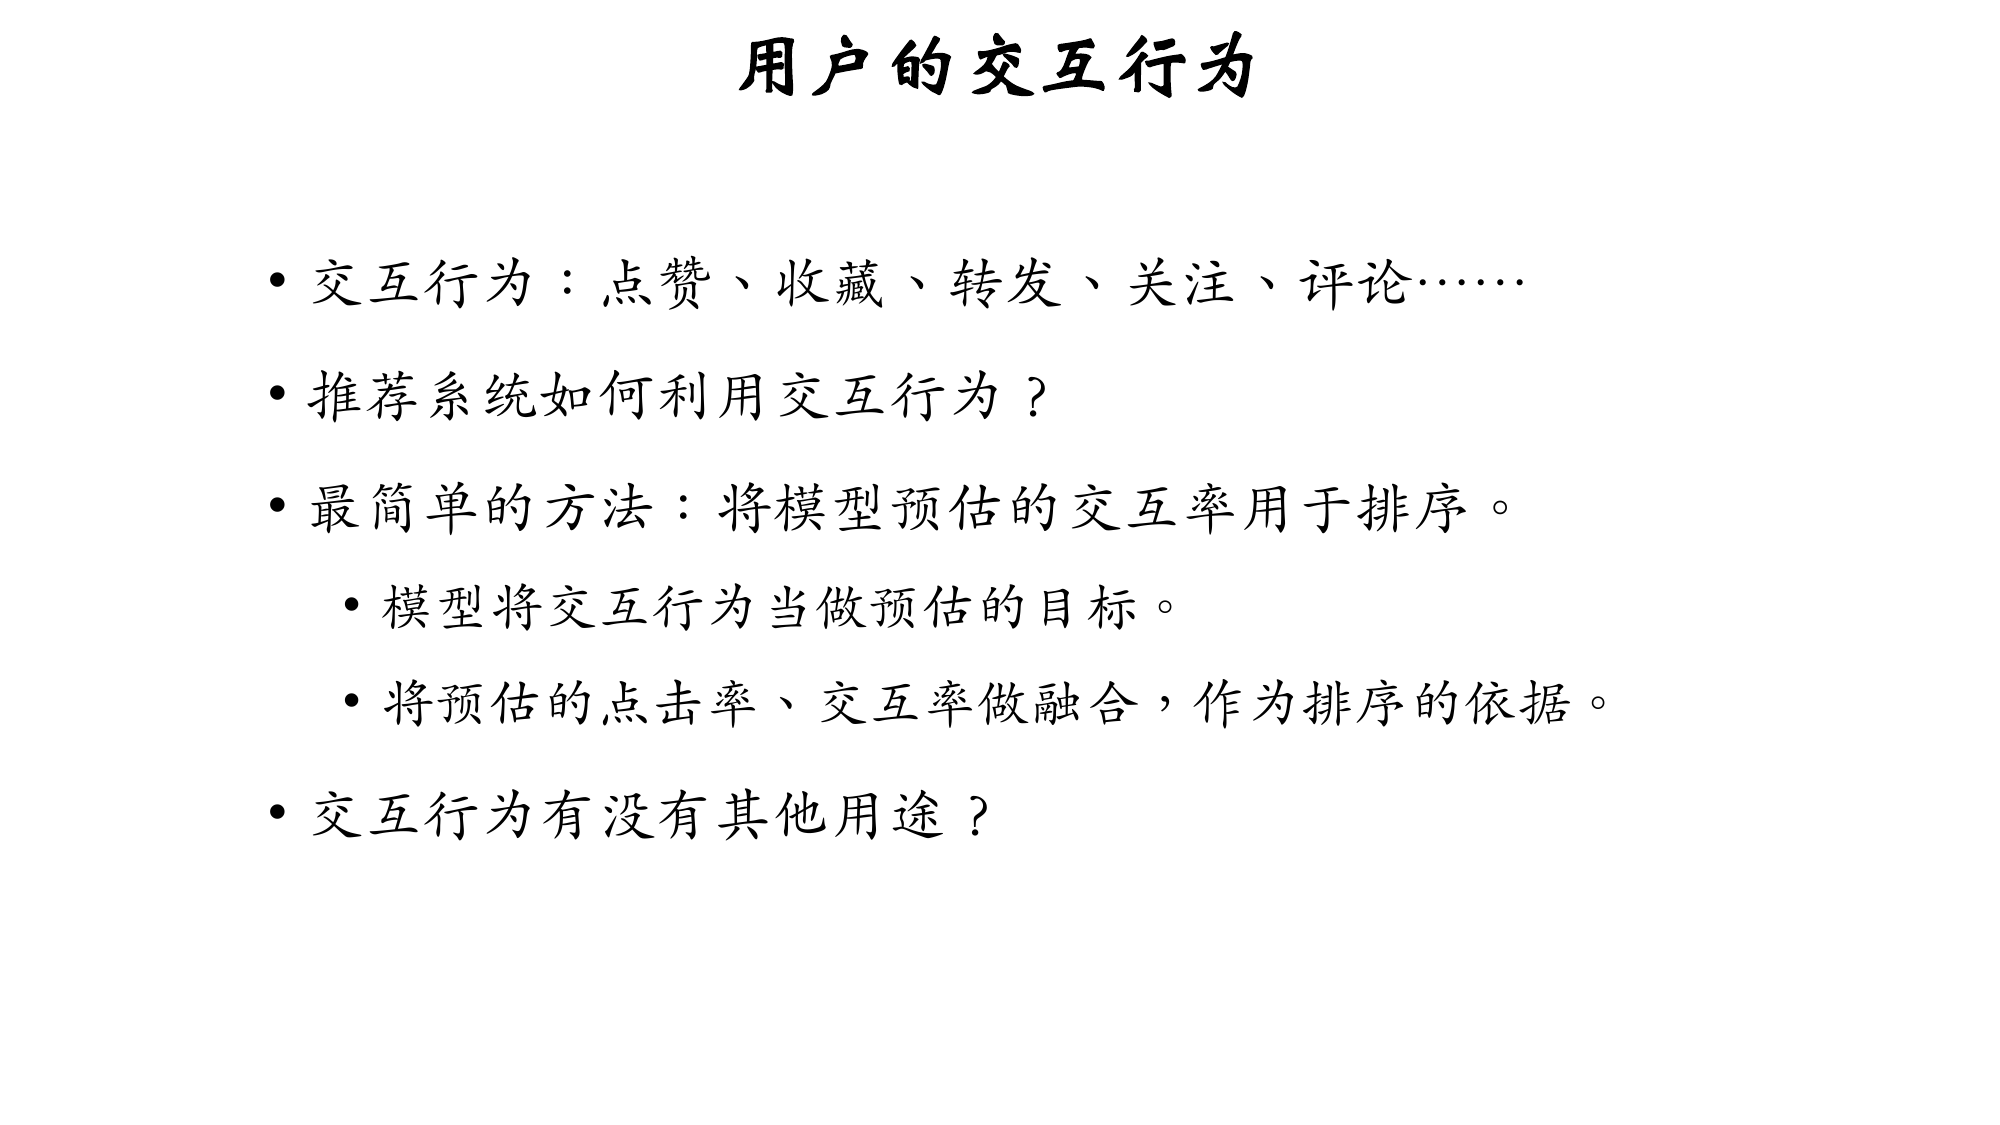 用户的交互行为
• 交互行为：点赞、收藏、转发、关注、评论……
• 推荐系统如何利用交互行为？
• 最简单的方法：将模型预估的交互率用于排序。
• 模型将交互行为当做预估的目标。
• 将预估的点击率、交互率做融合，作为排序的依据。
• 交互行为有没有其他用途？